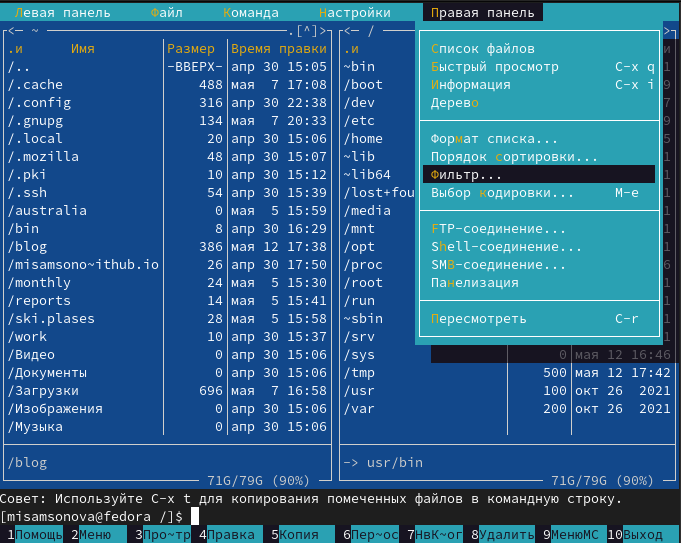 Левая панель Файл Команда Настройки Правая панель
<─ ~ .[^]> <─ / >
.и Имя Размер Время правки .и и
/.. -ВВЕРХ- апр 30 15:05 ~bin
/.cache 488 мая 7 17:08 /boot
/.config 316 апр 30 22:38 /dev
/.gnupg 134 мая 7 20:33 /etc
/.local 20 апр 30 15:06 /home
/.mozilla 48 апр 30 15:07 ~lib
/.pki 10 апр 30 15:12 ~lib64
/.ssh 54 апр 30 15:39 /lost+fou
/australia 0 мая 5 15:59 /media
/bin 8 апр 30 16:29 /mnt
/blog 386 мая 12 17:38 /opt
/misamsono~ithub.io 26 апр 30 17:50 /proc
/monthly 24 мая 5 15:30 /root
/reports 14 мая 5 15:41 /run
/ski.plases 28 мая 5 15:58 ~sbin
/work 10 апр 30 15:37 /srv
/Видео 0 апр 30 15:06 /sys 0 мая 12 16:46
/Документы 0 апр 30 15:06 /tmp 500 мая 12 17:42
/Загрузки 696 мая 7 16:58 /usr 100 окт 26 2021
/Изображения 0 апр 30 15:06 /var 200 окт 26 2021
/Музыка 0 апр 30 15:06
Список файлов
Быстрый просмотр C-x q
Информация C-x i
Дерево
Формат списка...
Порядок сортировки...
Фильтр...
Выбор кодировки... M-e
FTP-соединение...
Shell-соединение...
SMB-соединение...
Панелизация
Пересмотреть C-r
/blog -> usr/bin
71G/79G (90%) 71G/79G (90%)
Совет: Используйте C-x t для копирования помеченных файлов в командную строку.
[misamsonova@fedora /]$
1Помощь 2Меню 3Про~тр 4Правка 5Копия 6Пер~ос 7НвК~ог 8Удалить 9МенюMC 10Выход